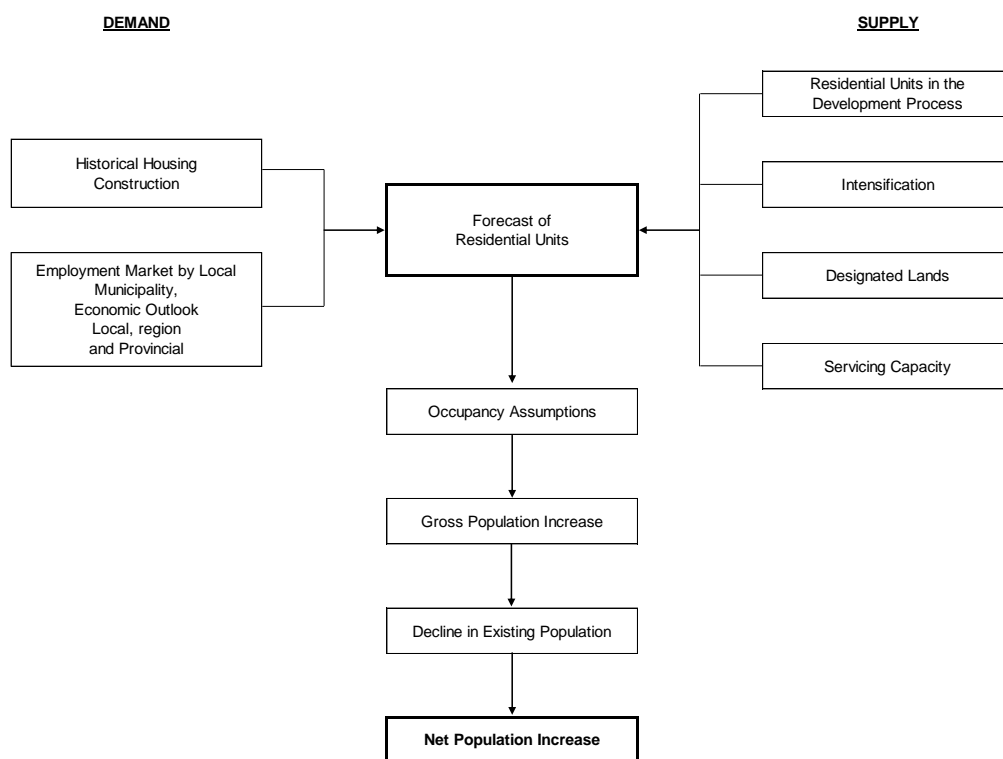 DEMAND
SUPPLY
Residential Units in the
Development Process
Historical Housing
Construction
Intensification
Forecast of
Residential Units
Employment Market by Local
Municipality,
Economic Outlook
Local, region
and Provincial
Designated Lands
Servicing Capacity
Occupancy Assumptions
Gross Population Increase
Decline in Existing Population
Net Population Increase